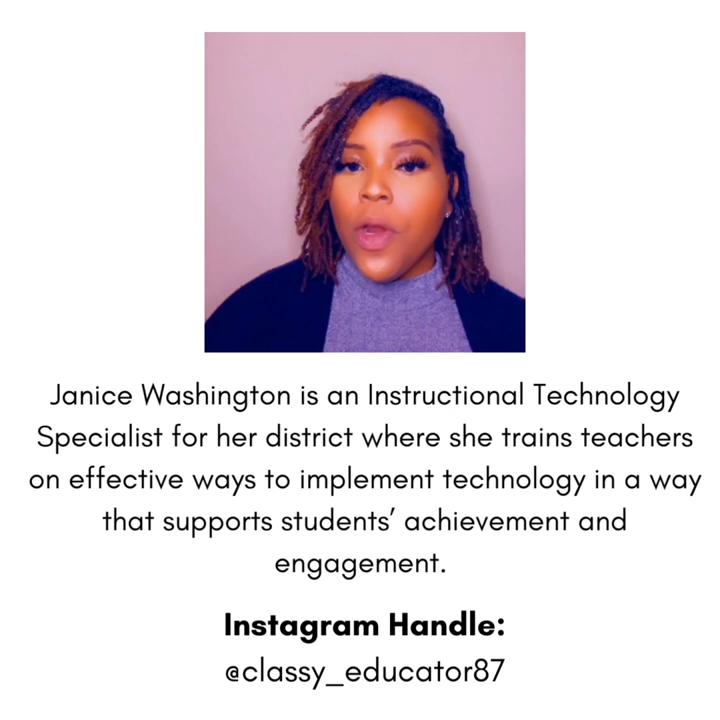 Janice Washington is an Instructional Technology
Specialist for her district where she trains teachers
on effective ways to implement technology in a way
that supports students’ achievement and
engagement.
Instagram Handle:
@classy_educator87